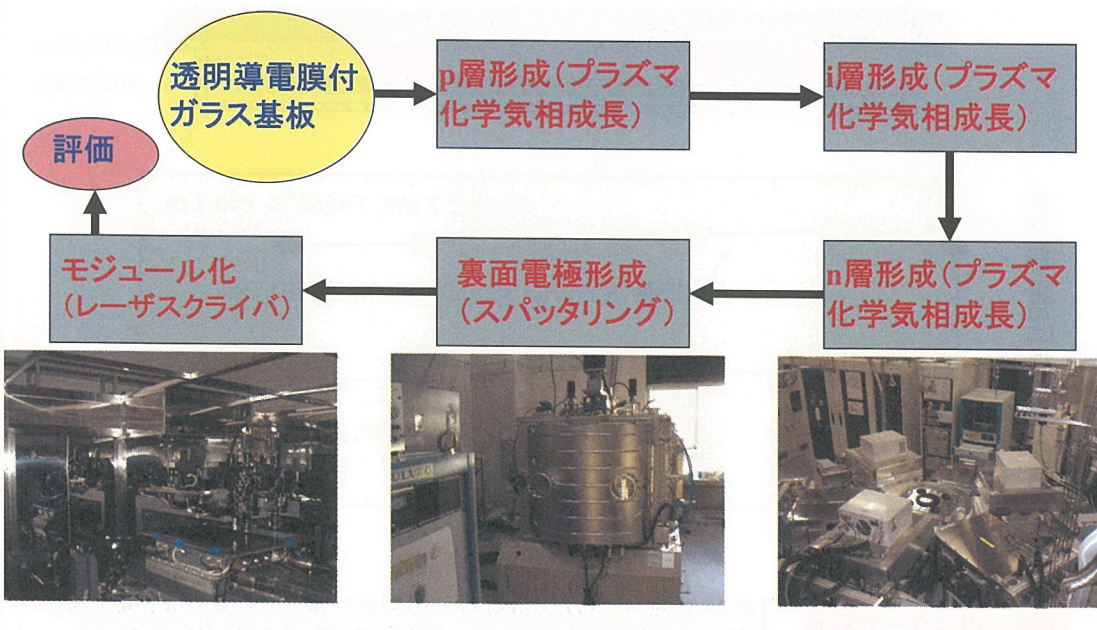 透明導電膜付
ガラス基板
p層形成(プラズマ
化学気相成長)
i層形成(プラズマ
化学気相成長)
n層形成(プラズマ
化学気相成長)
裏面電極形成
(スパッタリング)
モジュール化
(レーザスクライバ)
評価